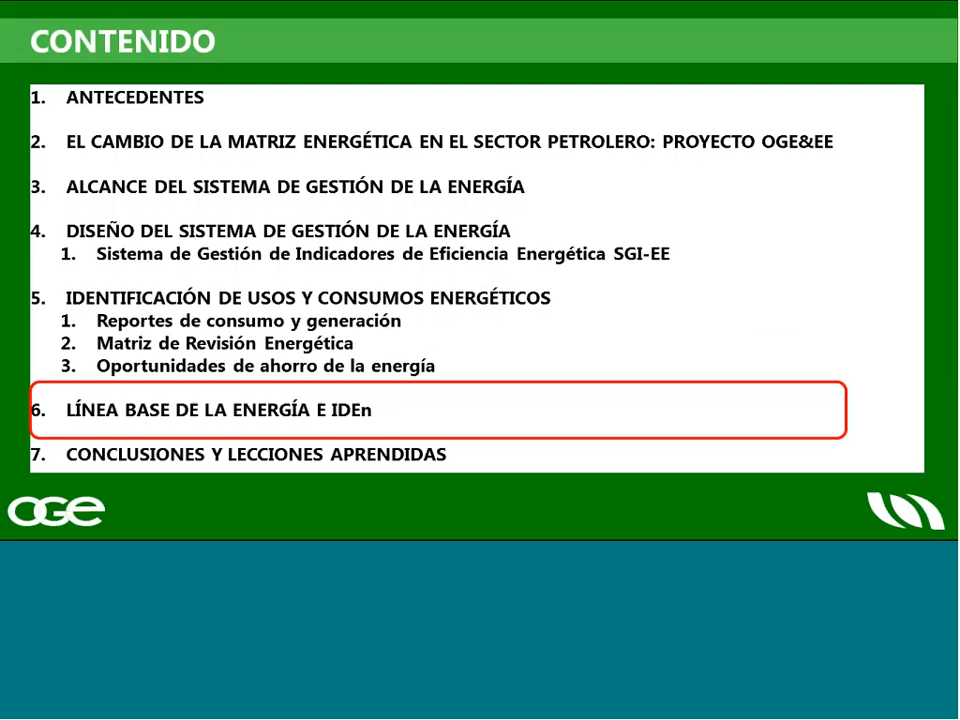 CONTENIDO
1. ANTECEDENTES
2. EL CAMBIO DE LA MATRIZ ENERGÉTICA EN EL SECTOR PETROLERO: PROYECTO OGE&EE
3. ALCANCE DEL SISTEMA DE GESTIÓN DE LA ENERGÍA
4. DISEÑO DEL SISTEMA DE GESTIÓN DE LA ENERGÍA
1. Sistema de Gestión de Indicadores de Eficiencia Energética SGI-EE
5. IDENTIFICACIÓN DE USOS Y CONSUMOS ENERGÉTICOS
1. Reportes de consumo y generación
2. Matriz de Revisión Energética
3. Oportunidades de ahorro de la energía
6. LÍNEA BASE DE LA ENERGÍA E IDEn
7. CONCLUSIONES Y LECCIONES APRENDIDAS
OGE